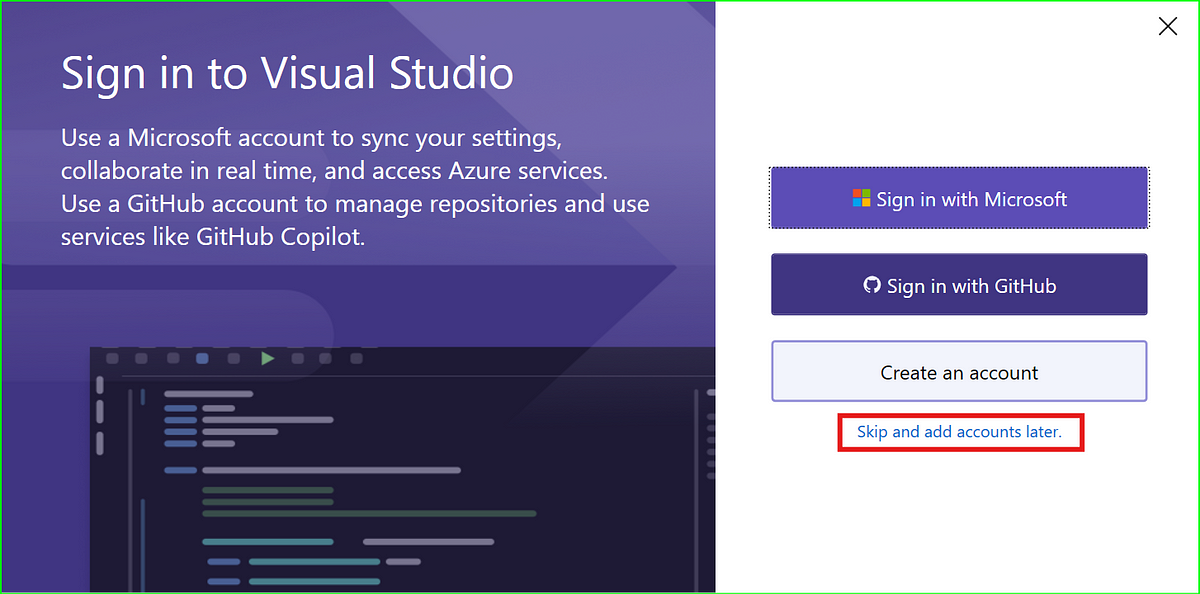 Sign in to Visual Studio
Use a Microsoft account to sync your settings,
collaborate in real time, and access Azure services.
Use a GitHub account to manage repositories and use
services like GitHub Copilot.
Sign in with Microsoft
Sign in with GitHub
Create an account
Skip and add accounts later.